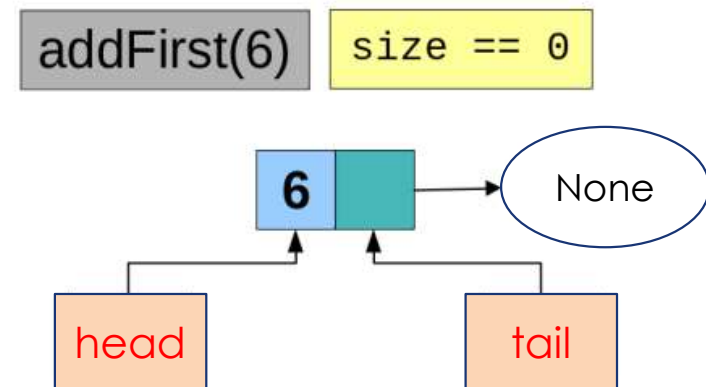 addFirst(6) size == 0
6 None
head tail